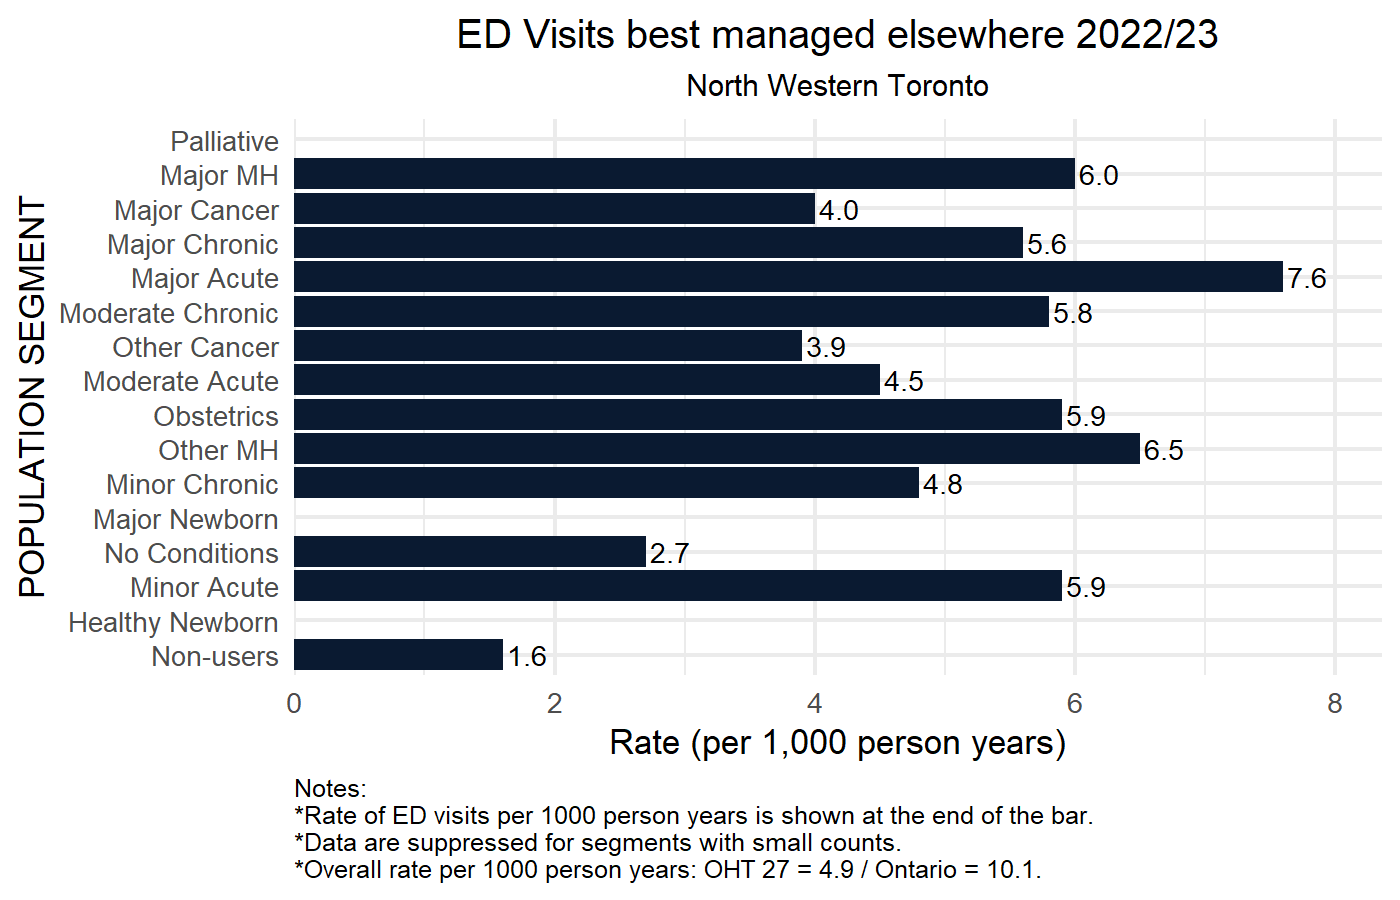 ED Visits best managed elsewhere 2022/23
North Western Toronto
POPULATION SEGMENT
Palliative
Major MH 6.0
Major Cancer 4.0
Major Chronic 5.6
Major Acute 7.6
Moderate Chronic 5.8
Other Cancer 3.9
Moderate Acute 4.5
Obstetrics 5.9
Other MH 6.5
Minor Chronic 4.8
Major Newborn
No Conditions 2.7
Minor Acute 5.9
Healthy Newborn
Non-users 1.6
0 2 4 6 8
Rate (per 1,000 person years)
Notes:
*Rate of ED visits per 1000 person years is shown at the end of the bar.
*Data are suppressed for segments with small counts.
*Overall rate per 1000 person years: OHT 27 = 4.9 / Ontario = 10.1.